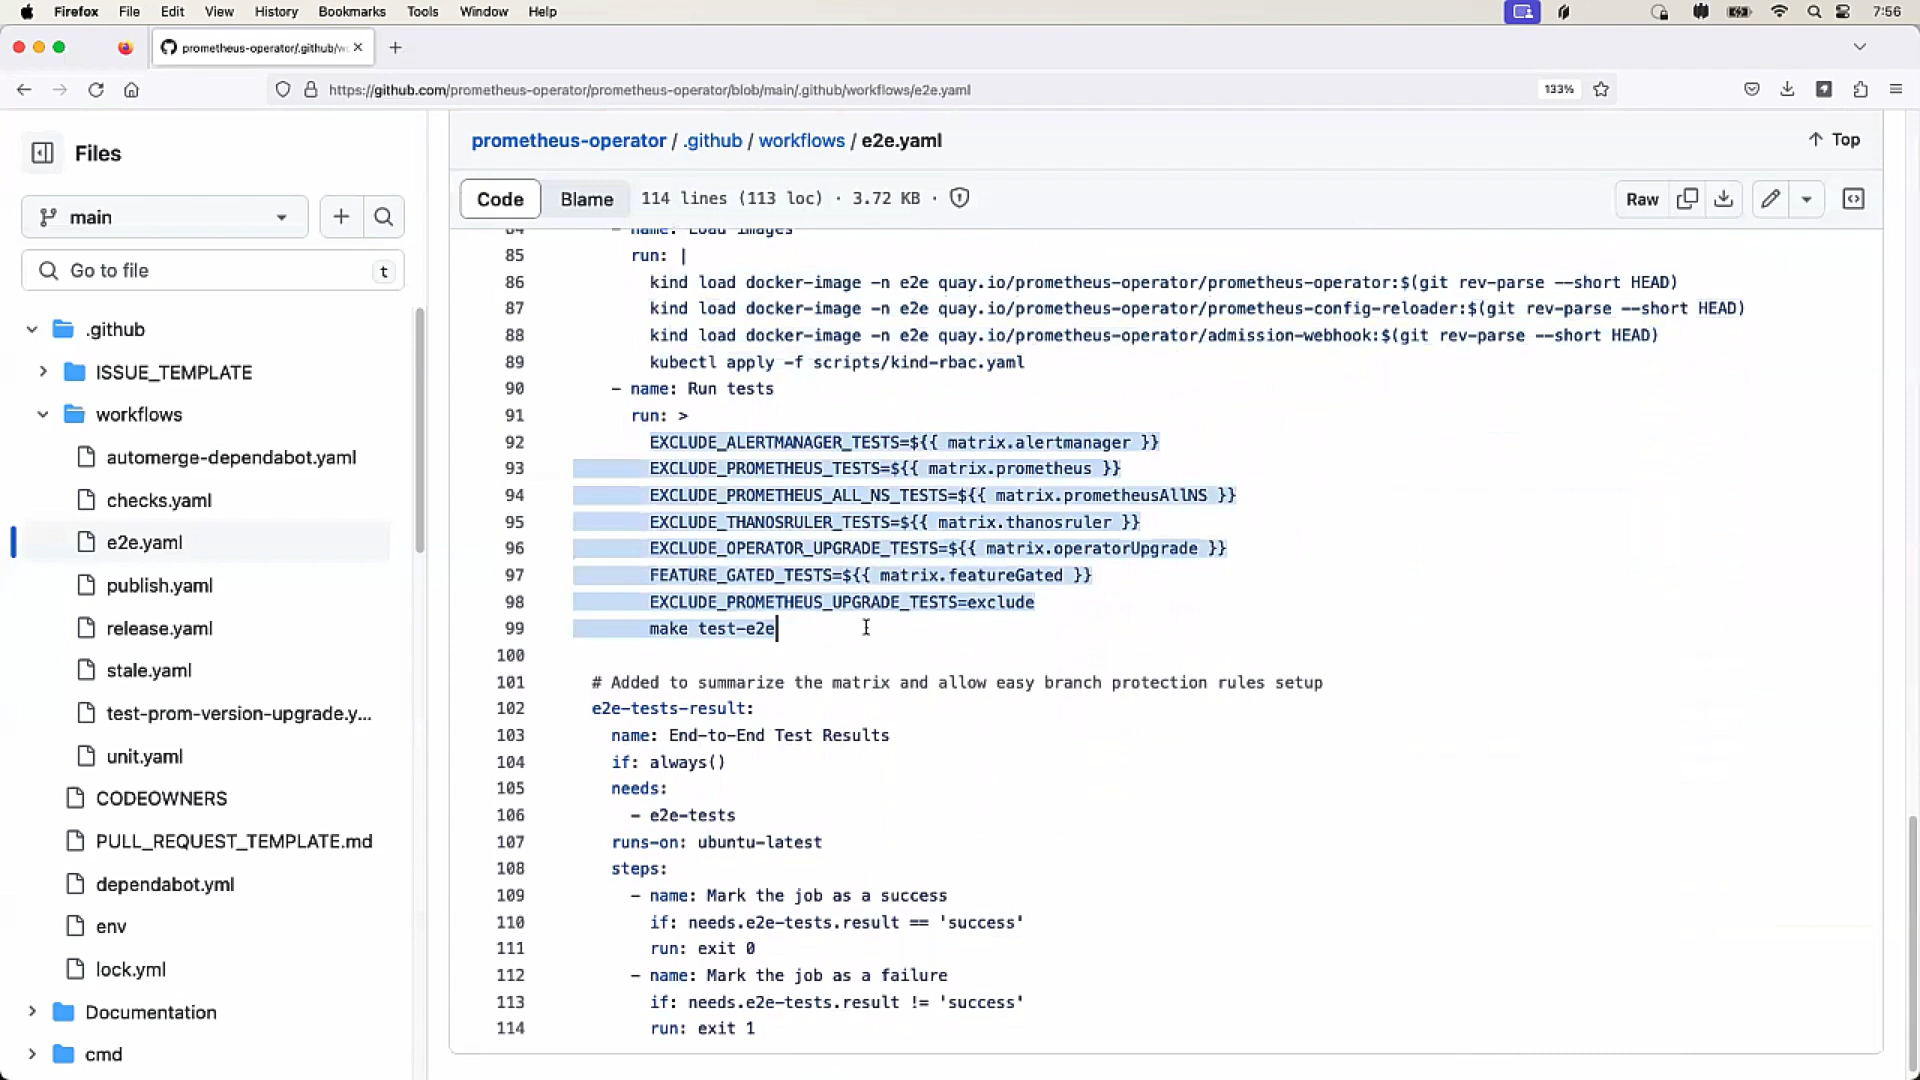 Firefox File Edit View History Bookmarks Tools Window Help 7:56
prometheus-operator/.github/w
https://github.com/prometheus-operator/prometheus-operator/blob/main/.github/workflows/e2e.yaml 133%
Files
main
Go to file t
.github
ISSUE_TEMPLATE
workflows
automerge-dependabot.yaml
checks.yaml
e2e.yaml
publish.yaml
release.yaml
stale.yaml
test-prom-version-upgrade.y...
unit.yaml
CODEOWNERS
PULL_REQUEST_TEMPLATE.md
dependabot.yml
env
lock.yml
Documentation
cmd
prometheus-operator / .github / workflows / e2e.yaml Top
Code Blame 114 lines (113 loc) · 3.72 KB · Raw
84 - name: Load images
85 run: |
86 kind load docker-image -n e2e quay.io/prometheus-operator/prometheus-operator:$(git rev-parse --short HEAD)
87 kind load docker-image -n e2e quay.io/prometheus-operator/prometheus-config-reloader:$(git rev-parse --short HEAD)
88 kind load docker-image -n e2e quay.io/prometheus-operator/admission-webhook:$(git rev-parse --short HEAD)
89 kubectl apply -f scripts/kind-rbac.yaml
90 - name: Run tests
91 run: >
92 EXCLUDE_ALERTMANAGER_TESTS=${{ matrix.alertmanager }}
93 EXCLUDE_PROMETHEUS_TESTS=${{ matrix.prometheus }}
94 EXCLUDE_PROMETHEUS_ALL_NS_TESTS=${{ matrix.prometheusAllNS }}
95 EXCLUDE_THANOSRULER_TESTS=${{ matrix.thanosruler }}
96 EXCLUDE_OPERATOR_UPGRADE_TESTS=${{ matrix.operatorUpgrade }}
97 FEATURE_GATED_TESTS=${{ matrix.featureGated }}
98 EXCLUDE_PROMETHEUS_UPGRADE_TESTS=exclude
99 make test-e2e
100
101 # Added to summarize the matrix and allow easy branch protection rules setup
102 e2e-tests-result:
103 name: End-to-End Test Results
104 if: always()
105 needs:
106 - e2e-tests
107 runs-on: ubuntu-latest
108 steps:
109 - name: Mark the job as a success
110 if: needs.e2e-tests.result == 'success'
111 run: exit 0
112 - name: Mark the job as a failure
113 if: needs.e2e-tests.result != 'success'
114 run: exit 1